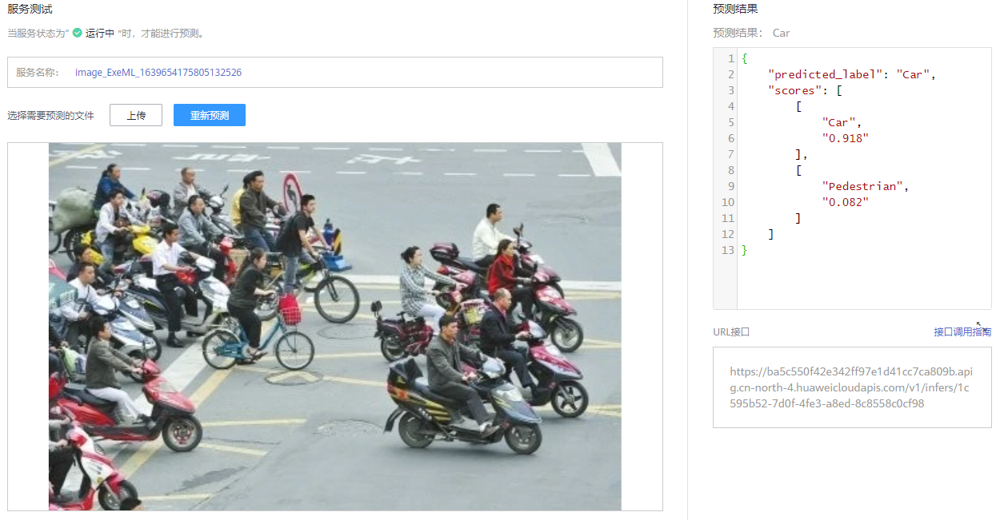 服务测试
当服务状态为“ 运行中 ”时，才能进行预测。
服务名称： image_ExeML_1639654175805132526
选择需要预测的文件 上传 重新预测
预测结果
预测结果： Car
1 {
2 "predicted_label": "Car",
3 "scores": [
4 [
5 "Car",
6 "0.918"
7 ],
8 [
9 "Pedestrian",
10 "0.082"
11 ]
12 ]
13 }
URL接口 接口调用指南
https://ba5c550f42e342ff97e1d41cc7ca809b.api
g.cn-north-4.huaweicloudapis.com/v1/infers/1c
595b52-7d0f-4fe3-a8ed-8c8558c0cf98